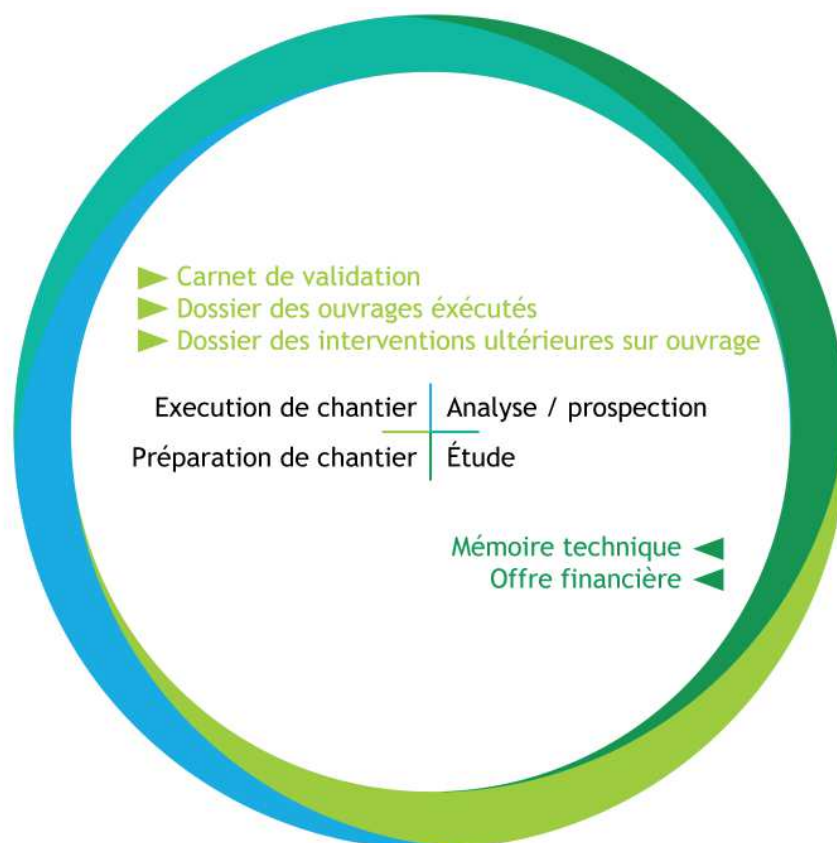 Carnet de validation
Dossier des ouvrages éxécutés
Dossier des interventions ultérieures sur ouvrage
Execution de chantier
Analyse / prospection
Préparation de chantier
Étude
Mémoire technique
Offre financière